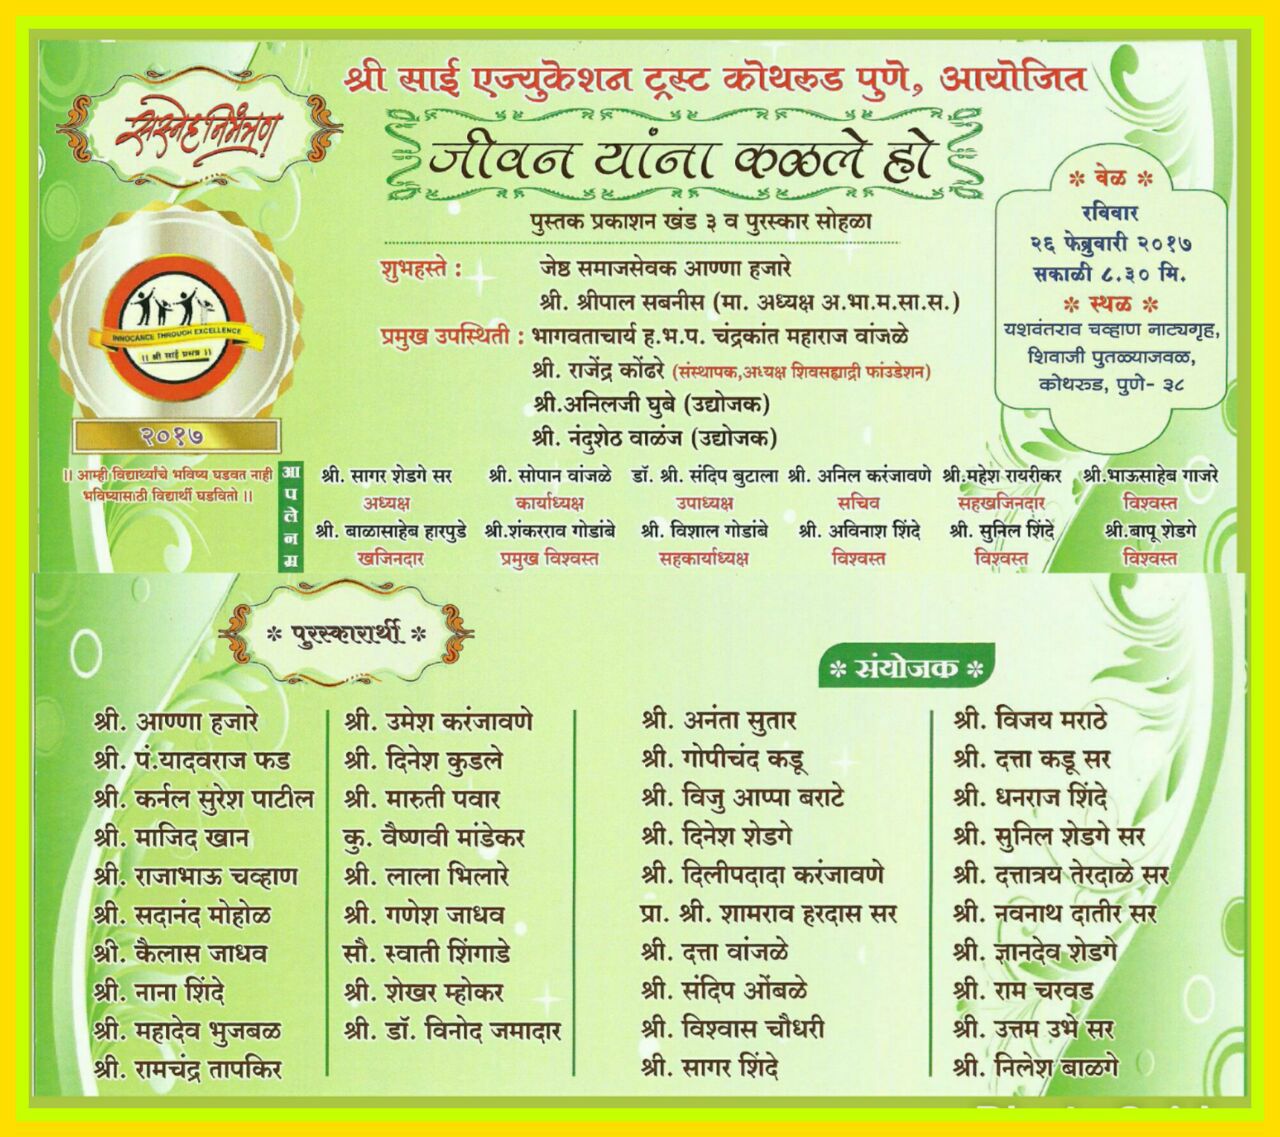 श्री साई एज्युकेशन ट्रस्ट कोथरुड पुणे, आयोजित
सस्नेह निमंत्रण
जीवन यांना कळले हो
पुस्तक प्रकाशन खंड ३ व पुरस्कार सोहळा
शुभहस्ते : जेष्ठ समाजसेवक आण्णा हजारे
श्री. श्रीपाल सबनीस (मा. अध्यक्ष अ.भा.म.सा.स.)
प्रमुख उपस्थिती : भागवताचार्य ह.भ.प. चंद्रकांत महाराज वांजळे
श्री. राजेंद्र कोंढरे (संस्थापक,अध्यक्ष शिवसह्याद्री फांउडेशन)
श्री.अनिलजी घुबे (उद्योजक)
श्री. नंदुशेठ वाळंज (उद्योजक)
* वेळ *
रविवार
२६ फेब्रुवारी २०१७
सकाळी ८.३० मि.
* स्थळ *
यशवंतराव चव्हाण नाट्यगृह,
शिवाजी पुतळ्याजवळ,
कोथरुड, पुणे- ३८
INNOCANCE THROUGH EXCELLENCE
।। श्री साई प्रसन्न ।।
२०१७
।। आम्ही विद्यार्थ्यांचे भविष्य घडवत नाही
भविष्यासाठी विद्यार्थी घडवितो ।।
आपलेनम्र
श्री. सागर शेडगे सर श्री. सोपान वांजळे डॉ. श्री. संदिप बुटाला श्री. अनिल करंजावणे श्री.महेश रायरीकर श्री.भाऊसाहेब गाजरे
अध्यक्ष कार्याध्यक्ष उपाध्यक्ष सचिव सहखजिनदार विश्वस्त
श्री. बाळासाहेब हारपुडे श्री.शंकरराव गोडांबे श्री. विशाल गोडांबे श्री. अविनाश शिंदे श्री. सुनिल शिंदे श्री.बापू शेडगे
खजिनदार प्रमुख विश्वस्त सहकार्याध्यक्ष विश्वस्त विश्वस्त विश्वस्त
* पुरस्कारार्थी *
श्री. आण्णा हजारे
श्री. पं.यादवराज फड
श्री. कर्नल सुरेश पाटील
श्री. माजिद खान
श्री. राजाभाऊ चव्हाण
श्री. सदानंद मोहोळ
श्री. कैलास जाधव
श्री. नाना शिंदे
श्री. महादेव भुजबळ
श्री. रामचंद्र तापकिर
श्री. उमेश करंजावणे
श्री. दिनेश कुडले
श्री. मारुती पवार
कु. वैष्णवी मांडेकर
श्री. लाला भिलारे
श्री. गणेश जाधव
सौ. स्वाती शिंगाडे
श्री. शेखर म्होकर
श्री. डॉ. विनोद जमादार
* संयोजक *
श्री. अनंता सुतार
श्री. गोपीचंद कडू
श्री. विजु आप्पा बराटे
श्री. दिनेश शेडगे
श्री. दिलीपदादा करंजावणे
प्रा. श्री. शामराव हरदास सर
श्री. दत्ता वांजळे
श्री. संदिप ओंबळे
श्री. विश्वास चौधरी
श्री. सागर शिंदे
श्री. विजय मराठे
श्री. दत्ता कडू सर
श्री. धनराज शिंदे
श्री. सुनिल शेडगे सर
श्री. दत्तात्रय तेरदाळे सर
श्री. नवनाथ दातीर सर
श्री. ज्ञानदेव शेडगे
श्री. राम चरवड
श्री. उत्तम उभे सर
श्री. निलेश बाळगे